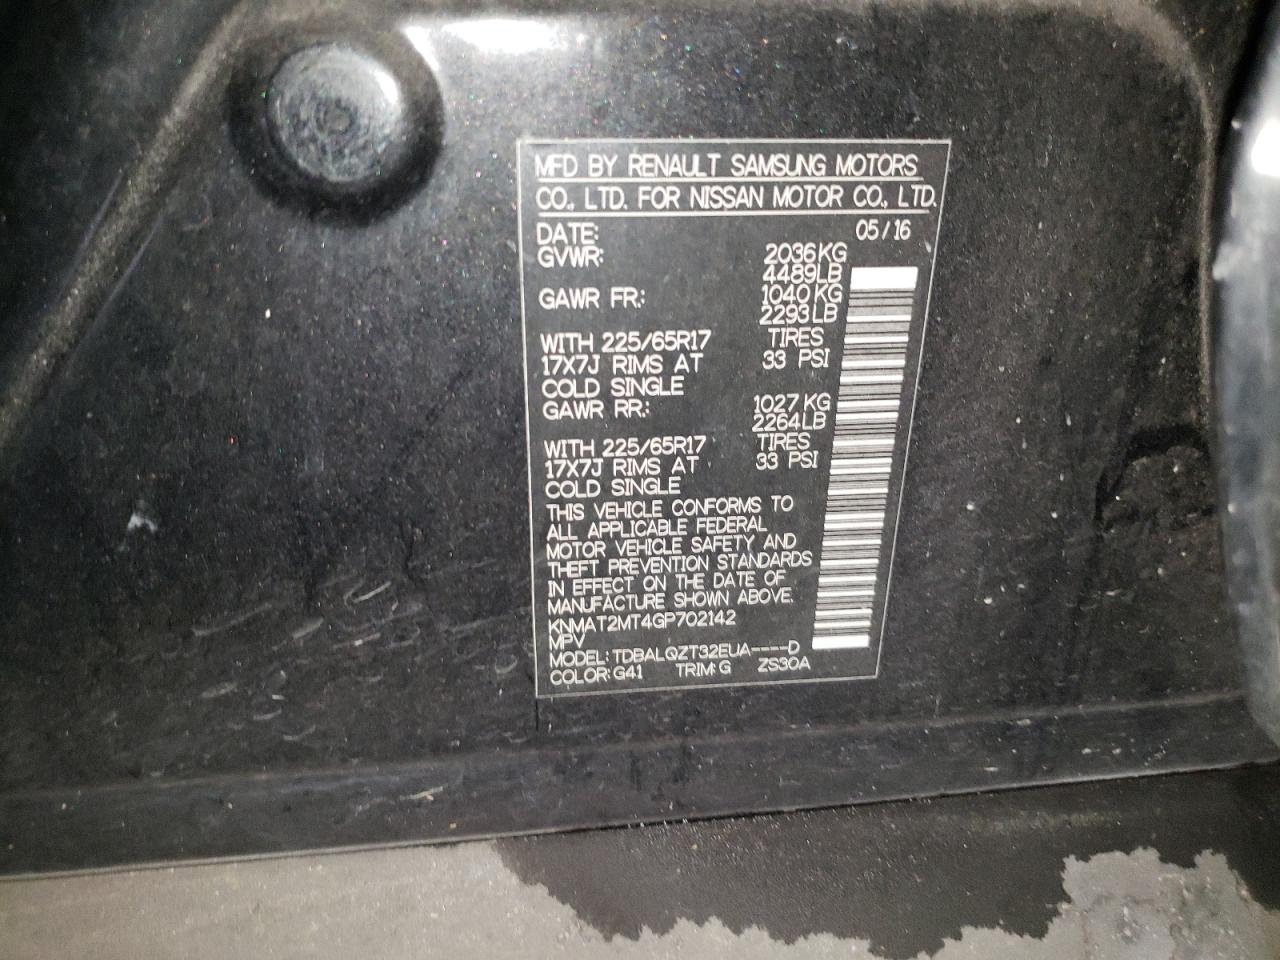 MFD BY RENAULT SAMSUNG MOTORS
CO., LTD. FOR NISSAN MOTOR CO., LTD.
DATE: 05/16
GVWR: 2036KG
4489LB
GAWR FR.: 1040KG
2293LB
WITH 225/65R17 TIRES
17X7J RIMS AT 33 PSI
COLD SINGLE
GAWR RR.: 1027KG
2264LB
WITH 225/65R17 TIRES
17X7J RIMS AT 33 PSI
COLD SINGLE
THIS VEHICLE CONFORMS TO
ALL APPLICABLE FEDERAL
MOTOR VEHICLE SAFETY AND
THEFT PREVENTION STANDARDS
IN EFFECT ON THE DATE OF
MANUFACTURE SHOWN ABOVE.
KNMAT2MT4GP702142
MPV
MODEL: TDBALQZT32EUA----D
COLOR: G41 TRIM: G ZS30A